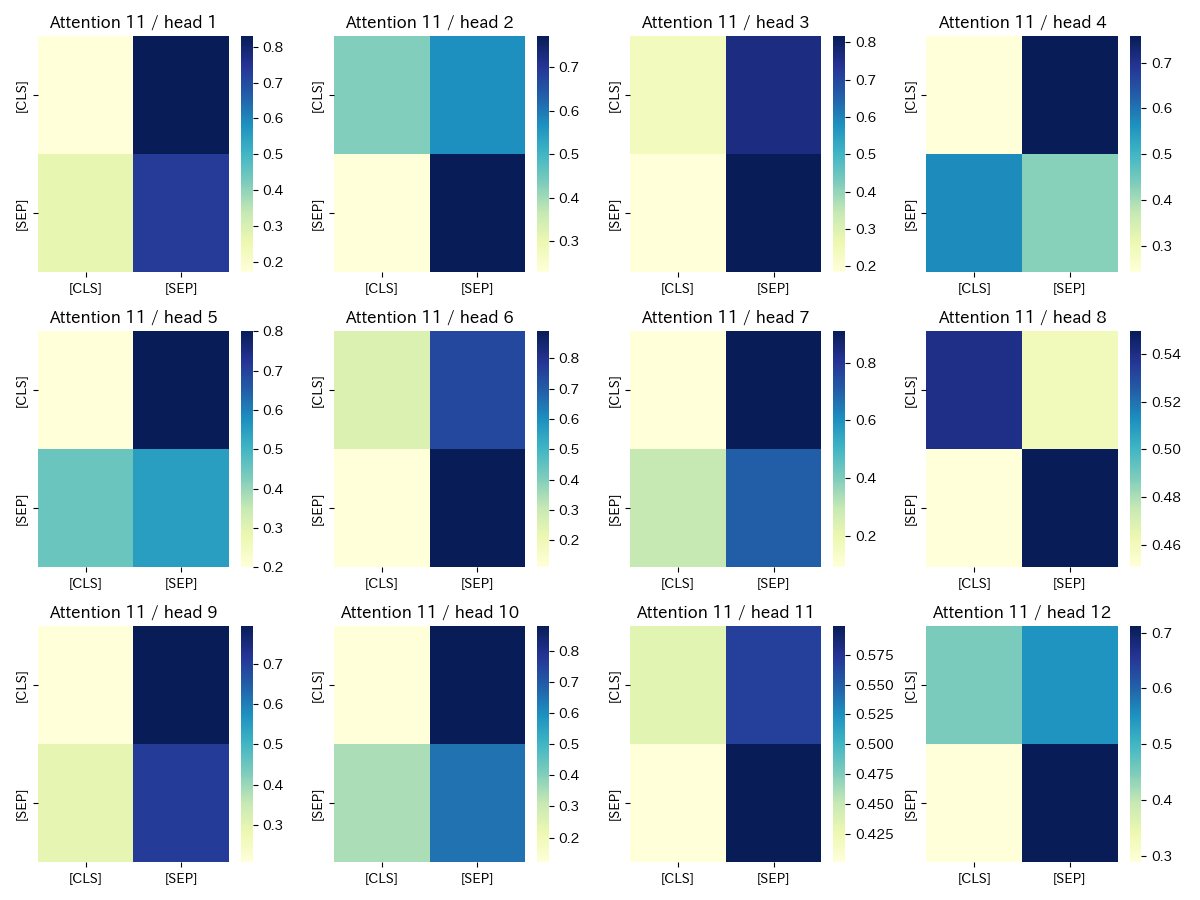 Attention 11 / head 1
0.8
0.7
0.6
0.5
0.4
0.3
0.2
[CLS]
[SEP]
[CLS] [SEP]
Attention 11 / head 2
0.7
0.6
0.5
0.4
0.3
[CLS]
[SEP]
[CLS] [SEP]
Attention 11 / head 3
0.8
0.7
0.6
0.5
0.4
0.3
0.2
[CLS]
[SEP]
[CLS] [SEP]
Attention 11 / head 4
0.7
0.6
0.5
0.4
0.3
[CLS]
[SEP]
[CLS] [SEP]
Attention 11 / head 5
0.8
0.7
0.6
0.5
0.4
0.3
0.2
[CLS]
[SEP]
[CLS] [SEP]
Attention 11 / head 6
0.8
0.7
0.6
0.5
0.4
0.3
0.2
[CLS]
[SEP]
[CLS] [SEP]
Attention 11 / head 7
0.8
0.6
0.4
0.2
[CLS]
[SEP]
[CLS] [SEP]
Attention 11 / head 8
0.54
0.52
0.50
0.48
0.46
[CLS]
[SEP]
[CLS] [SEP]
Attention 11 / head 9
0.7
0.6
0.5
0.4
0.3
[CLS]
[SEP]
[CLS] [SEP]
Attention 11 / head 10
0.8
0.7
0.6
0.5
0.4
0.3
0.2
[CLS]
[SEP]
[CLS] [SEP]
Attention 11 / head 11
0.575
0.550
0.525
0.500
0.475
0.450
0.425
[CLS]
[SEP]
[CLS] [SEP]
Attention 11 / head 12
0.7
0.6
0.5
0.4
0.3
[CLS]
[SEP]
[CLS] [SEP]